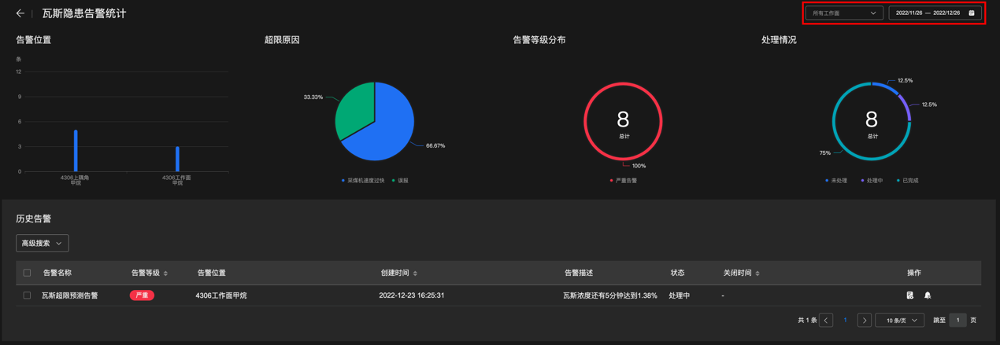 瓦斯隐患告警统计
所有工作面
2022/11/26 — 2022/12/26
告警位置
条
12
9
6
3
0
4306上隅角
甲烷
4306工作面
甲烷
超限原因
33.33%
66.67%
采煤机速度过快 误报
告警等级分布
8
总计
100%
严重告警
处理情况
12.5%
12.5%
8
总计
75%
未处理 处理中 已完成
历史告警
高级搜索
告警名称 告警等级 告警位置 创建时间 告警描述 状态 关闭时间 操作
瓦斯超限预测告警 严重 4306工作面甲烷 2022-12-23 16:25:31 瓦斯浓度还有5分钟达到1.38% 处理中 -
共 1 条 1 10 条/页 跳至 1 页